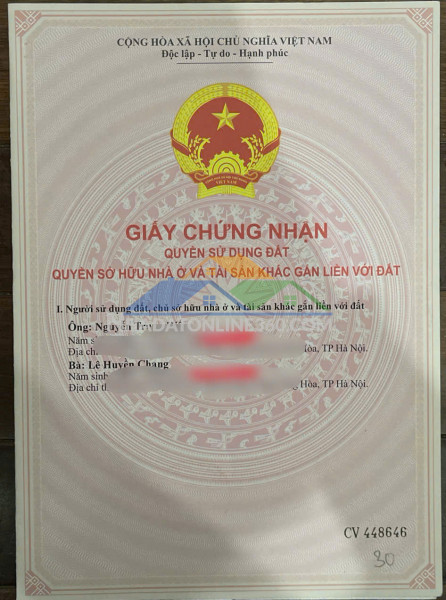 CỘNG HÒA XÃ HỘI CHỦ NGHĨA VIỆT NAM
Độc lập - Tự do - Hạnh phúc
VIỆT NAM
GIẤY CHỨNG NHẬN
QUYỀN SỬ DỤNG ĐẤT
QUYỀN SỞ HỮU NHÀ Ở VÀ TÀI SẢN KHÁC GẮN LIỀN VỚI ĐẤT
I. Người sử dụng đất, chủ sở hữu nhà ở và tài sản khác gắn liền với đất
Ông: Nguyễn
Năm
Địa chỉ Hòa, TP Hà Nội.
Bà: Lê Huyền Chang
Năm sinh
Địa chỉ Hòa, TP Hà Nội.
CV 448646
30